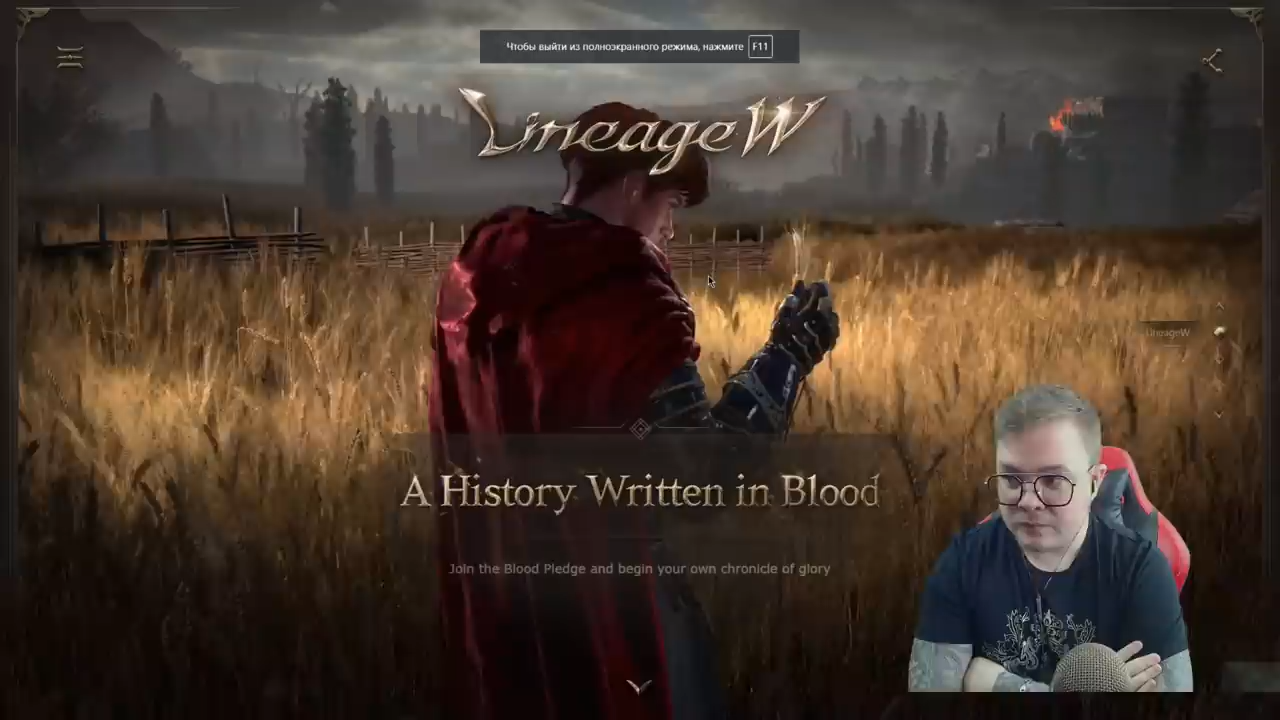 Чтобы выйти из полноэкранного режима, нажмите F11
LineageW
LineageW
A History Written in Blood
Join the Blood Pledge and begin your own chronicle of glory